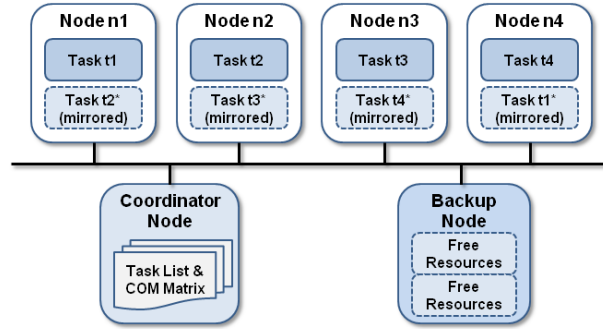 Node n1
Node n2
Node n3
Node n4
Task t1
Task t2
Task t3
Task t4
Task t2*
(mirrored)
Task t3*
(mirrored)
Task t4*
(mirrored)
Task t1*
(mirrored)
Coordinator
Node
Task List &
COM Matrix
Backup
Node
Free
Resources
Free
Resources